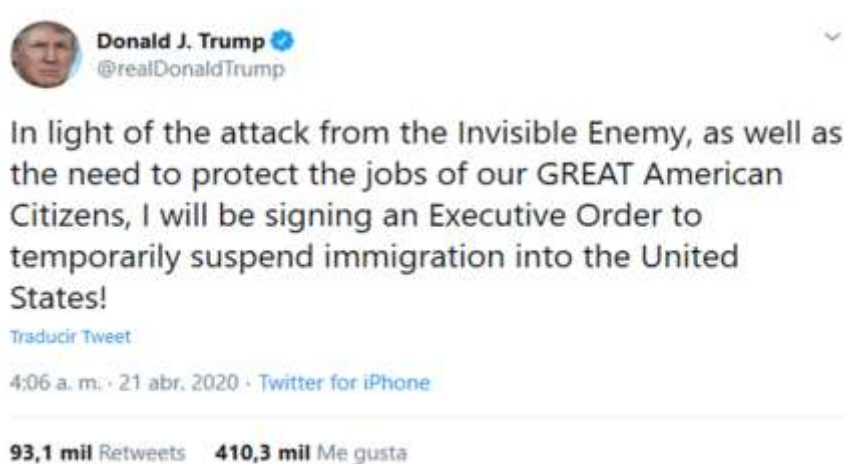 Donald J. Trump
@realDonaldTrump
In light of the attack from the Invisible Enemy, as well as
the need to protect the jobs of our GREAT American
Citizens, I will be signing an Executive Order to
temporarily suspend immigration into the United
States!
Traducir Tweet
4:06 a. m. · 21 abr. 2020 · Twitter for iPhone
93,1 mil Retweets 410,3 mil Me gusta